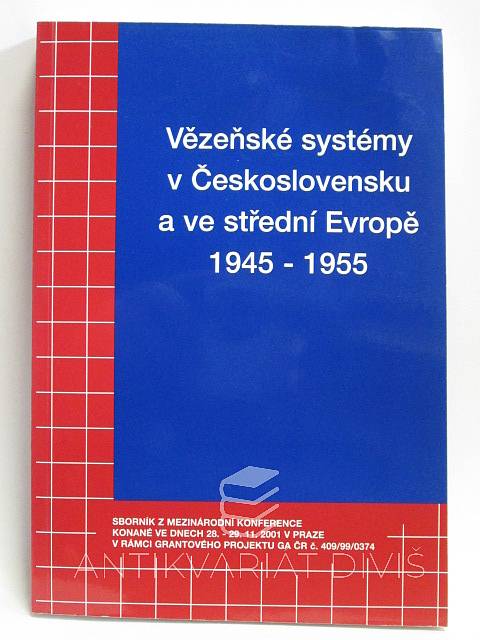 Vězeňské systémy
v Československu
a ve střední Evropě
1945 - 1955
SBORNÍK Z MEZINÁRODNÍ KONFERENCE
KONANÉ VE DNECH 28. - 29. 11. 2001 V PRAZE
V RÁMCI GRANTOVÉHO PROJEKTU GA ČR č. 409/99/0374
ANTIKVARIÁT DIVIŠ